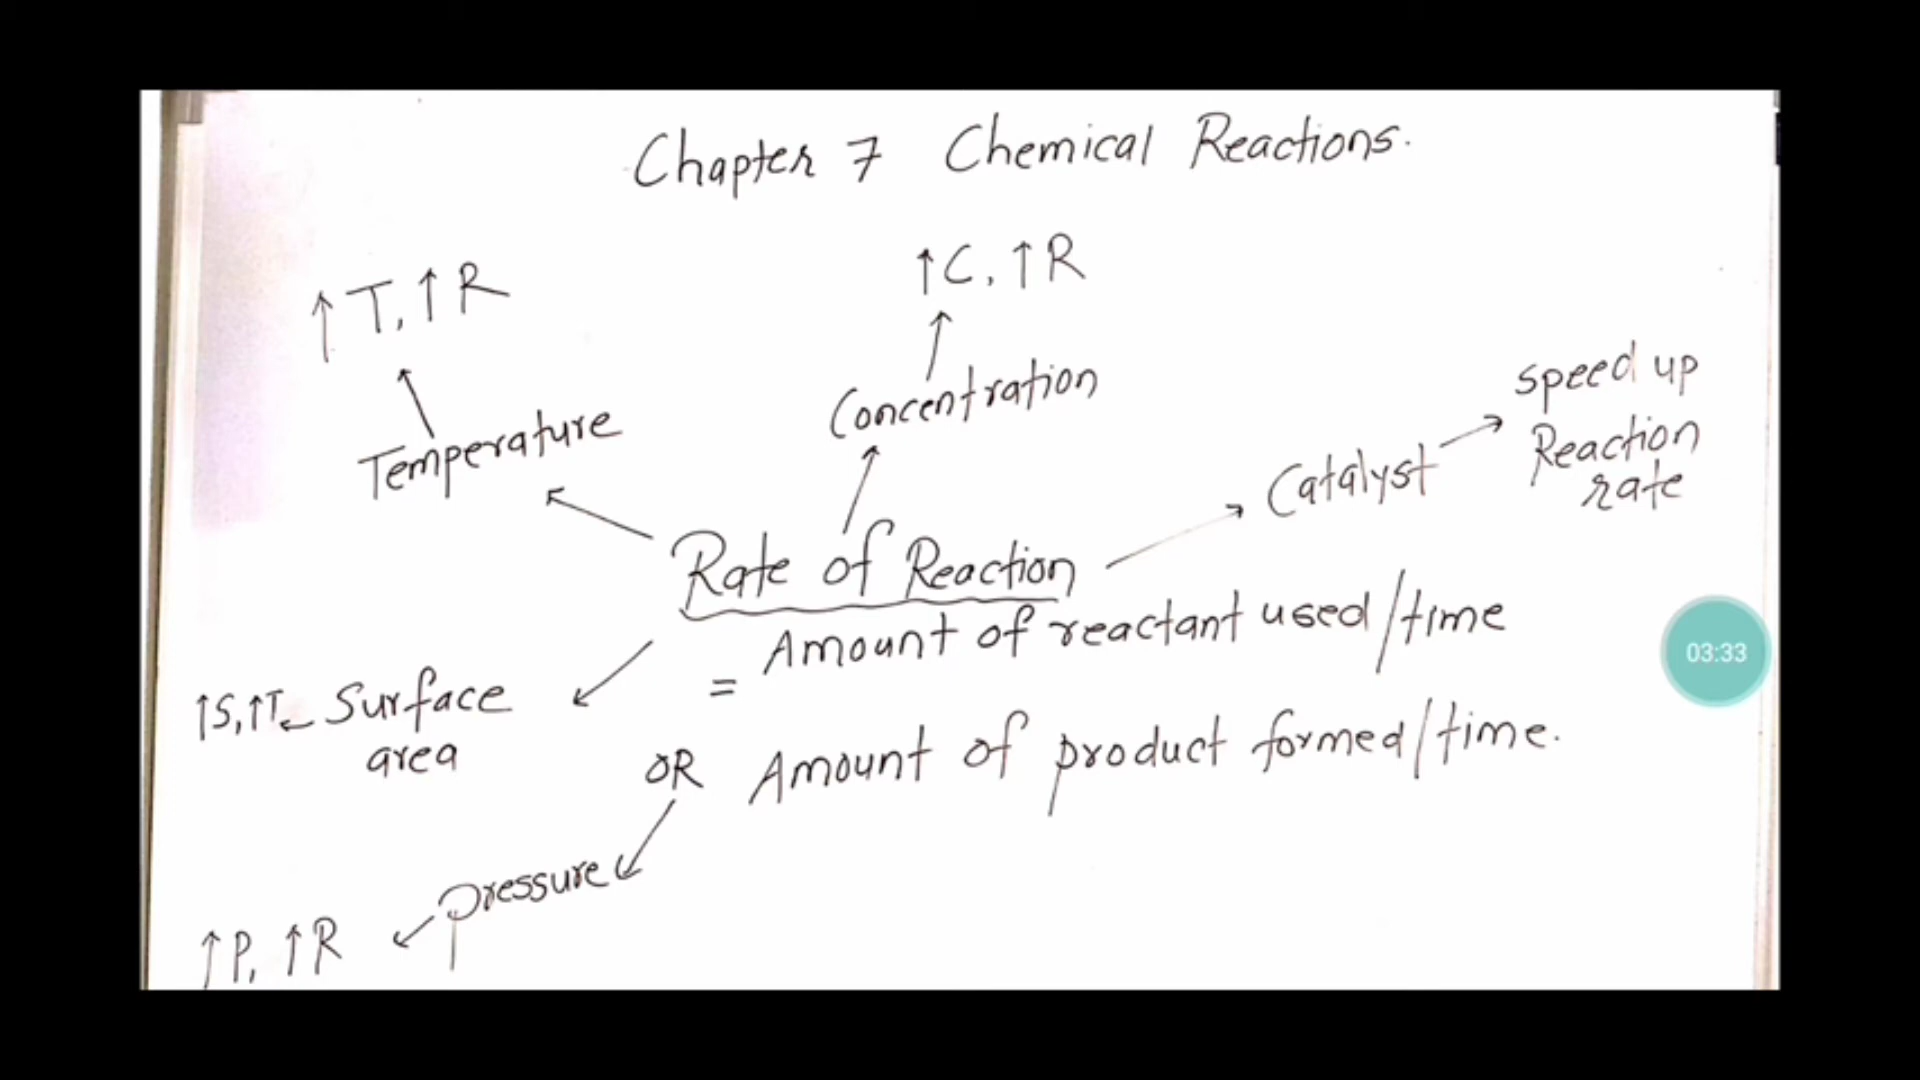 Chapter 7 Chemical Reactions.
↑T, ↑R
↑C, ↑R
Temperature
Concentration
Catalyst
speed up
Reaction
rate
Rate of Reaction
= Amount of reactant used/time
↑S, ↑T
Surface
area
OR Amount of product formed/time.
pressure
↑P, ↑R
03:33